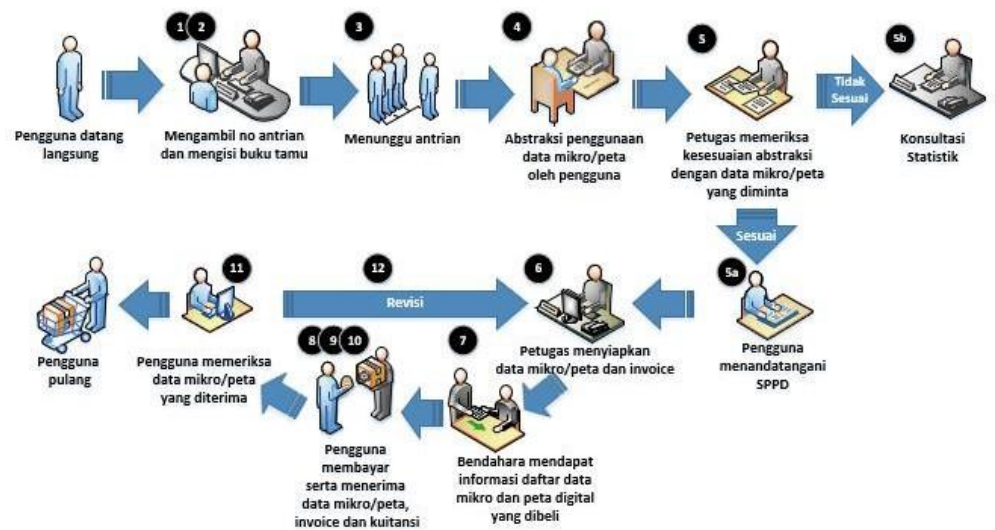 1 2
3
4
5
5b
Pengguna datang
langsung
Mengambil no antrian
dan mengisi buku tamu
Menunggu antrian
Abstraksi penggunaan
data mikro/peta
oleh pengguna
Petugas memeriksa
kesesuaian abstraksi
dengan data mikro/peta
yang diminta
Tidak
Sesuai
Konsultasi
Statistik
Sesuai
5a
Pengguna
menandatangani
SPPD
6
Petugas menyiapkan
data mikro/peta dan invoice
7
Bendahara mendapat
informasi daftar data
mikro dan peta digital
yang dibeli
8 9 10
Pengguna
membayar
serta menerima
data mikro/peta,
invoice dan kuitansi
11
Pengguna memeriksa
data mikro/peta
yang diterima
12
Revisi
Pengguna
pulang